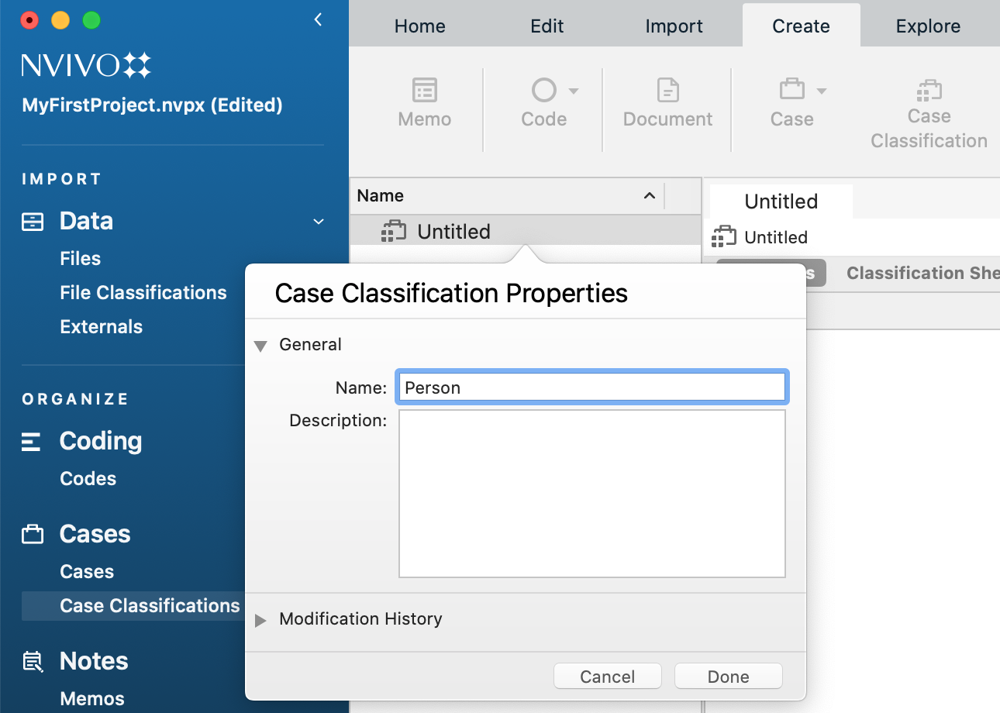 NVIVO
MyFirstProject.nvpx (Edited)
IMPORT
Data
Files
File Classifications
Externals
ORGANIZE
Coding
Codes
Cases
Cases
Case Classifications
Notes
Memos
Home Edit Import Create Explore
Memo Code Document Case Case
Classification
Name
Untitled
Untitled
Untitled
s Classification She
Case Classification Properties
General
Name: Person
Description:
Modification History
Cancel Done